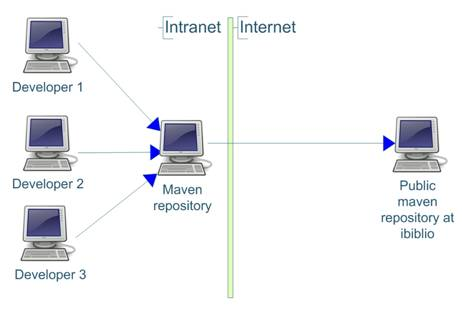 Intranet
Internet
Developer 1
Developer 2
Maven
repository
Public
maven
repository at
ibiblio
Developer 3